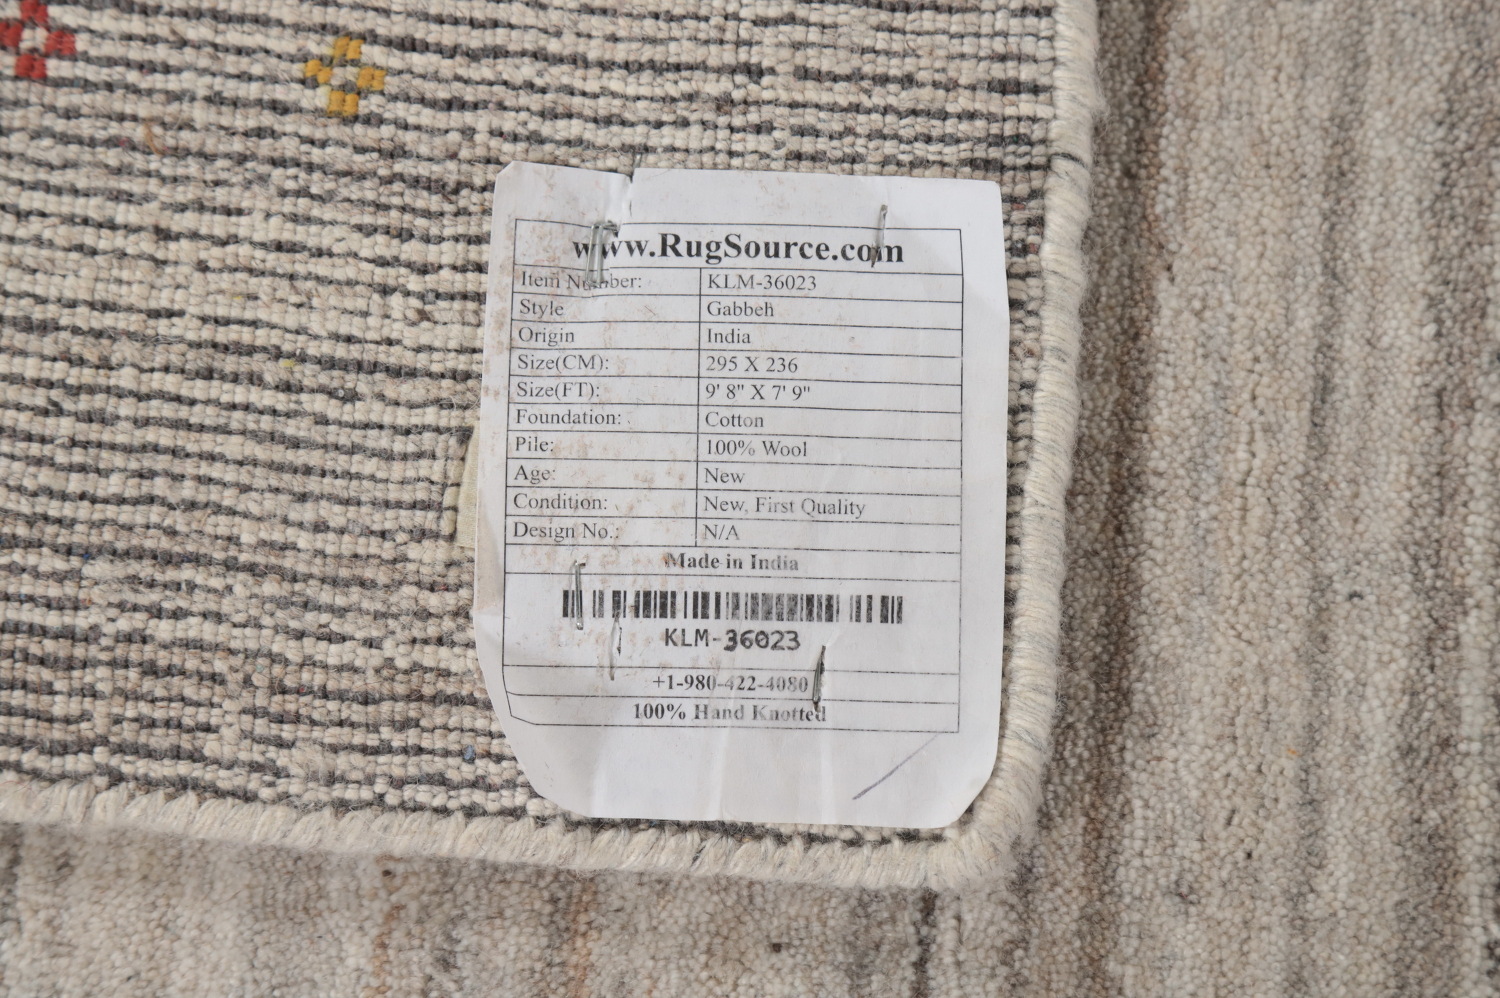 www.RugSource.com
Item Number: KLM-36023
Style Gabbeh
Origin India
Size(CM): 295 X 236
Size(FT): 9' 8" X 7' 9"
Foundation: Cotton
Pile: 100% Wool
Age: New
Condition: New, First Quality
Design No.: N/A
Made in India
KLM-36023
+1-980-422-4080
100% Hand Knotted